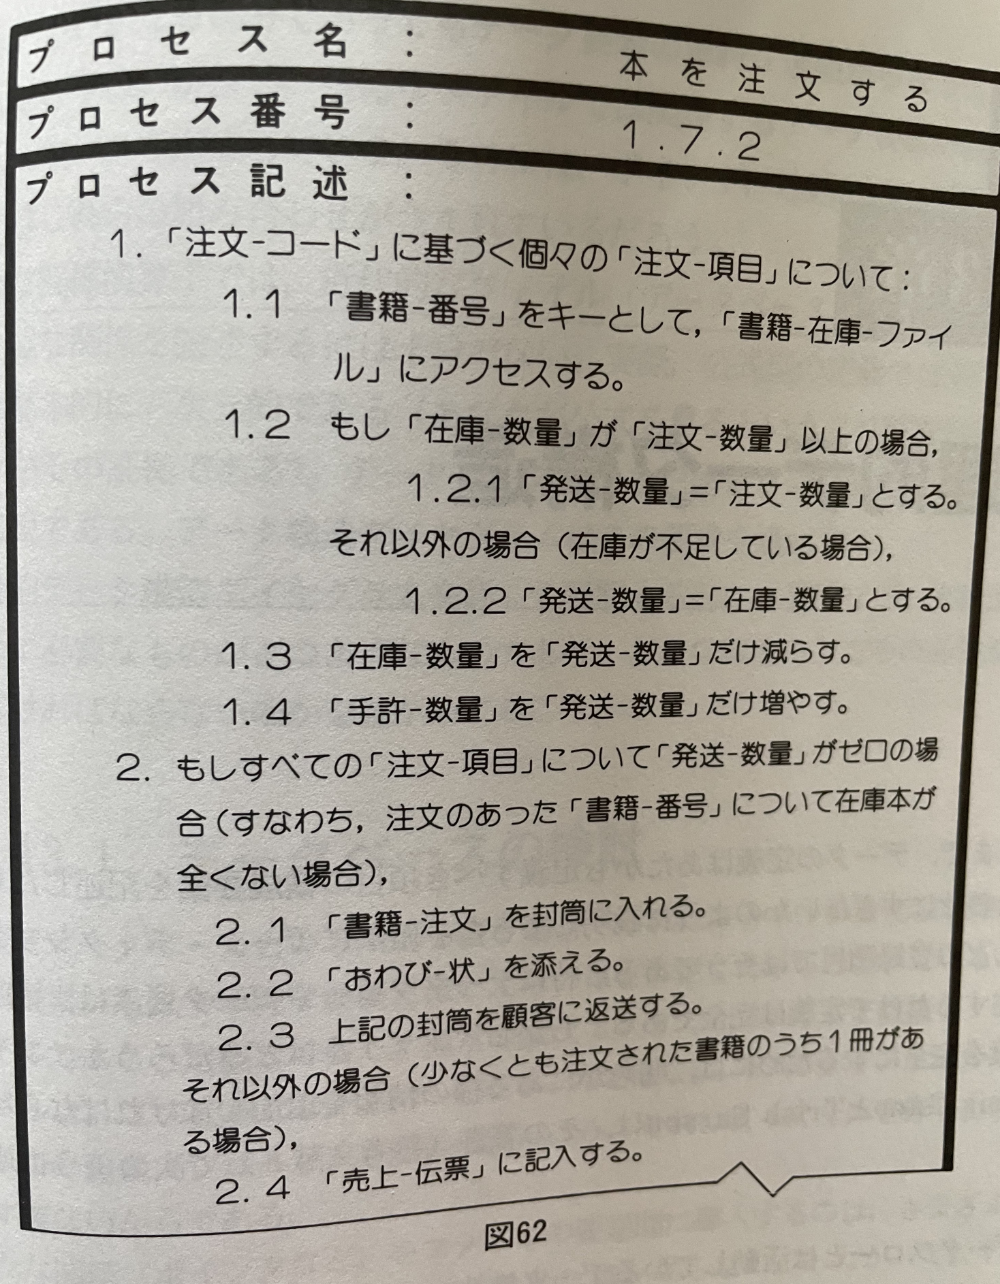 プロセス名： 本を注文する
プロセス番号： 1.7.2
プロセス記述：
1.「注文-コード」に基づく個々の「注文-項目」について：
1.1 「書籍-番号」をキーとして，「書籍-在庫-ファイ
ル」にアクセスする。
1.2 もし「在庫-数量」が「注文-数量」以上の場合，
1.2.1「発送-数量」＝「注文-数量」とする。
それ以外の場合（在庫が不足している場合），
1.2.2「発送-数量」＝「在庫-数量」とする。
1.3 「在庫-数量」を「発送-数量」だけ減らす。
1.4 「手許-数量」を「発送-数量」だけ増やす。
2. もしすべての「注文-項目」について「発送-数量」がゼロの場
合（すなわち，注文のあった「書籍-番号」について在庫本が
全くない場合），
2.1 「書籍-注文」を封筒に入れる。
2.2 「おわび-状」を添える。
2.3 上記の封筒を顧客に返送する。
それ以外の場合（少なくとも注文された書籍のうち1冊があ
る場合），
2.4 「売上-伝票」に記入する。
図62